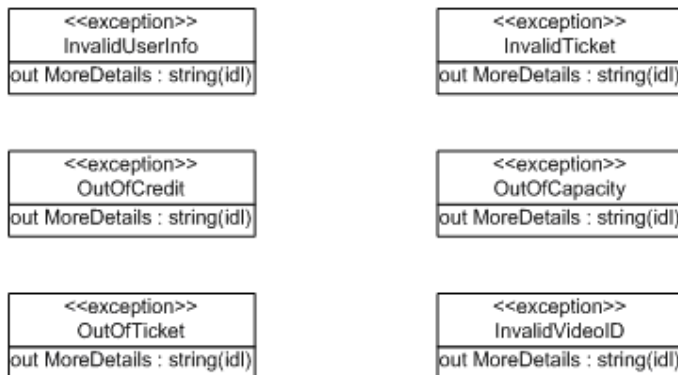 <<exception>>
InvalidUserInfo
out MoreDetails : string(idl)
<<exception>>
InvalidTicket
out MoreDetails : string(idl)
<<exception>>
OutOfCredit
out MoreDetails : string(idl)
<<exception>>
OutOfCapacity
out MoreDetails : string(idl)
<<exception>>
OutOfTicket
out MoreDetails : string(idl)
<<exception>>
InvalidVideoID
out MoreDetails : string(idl)